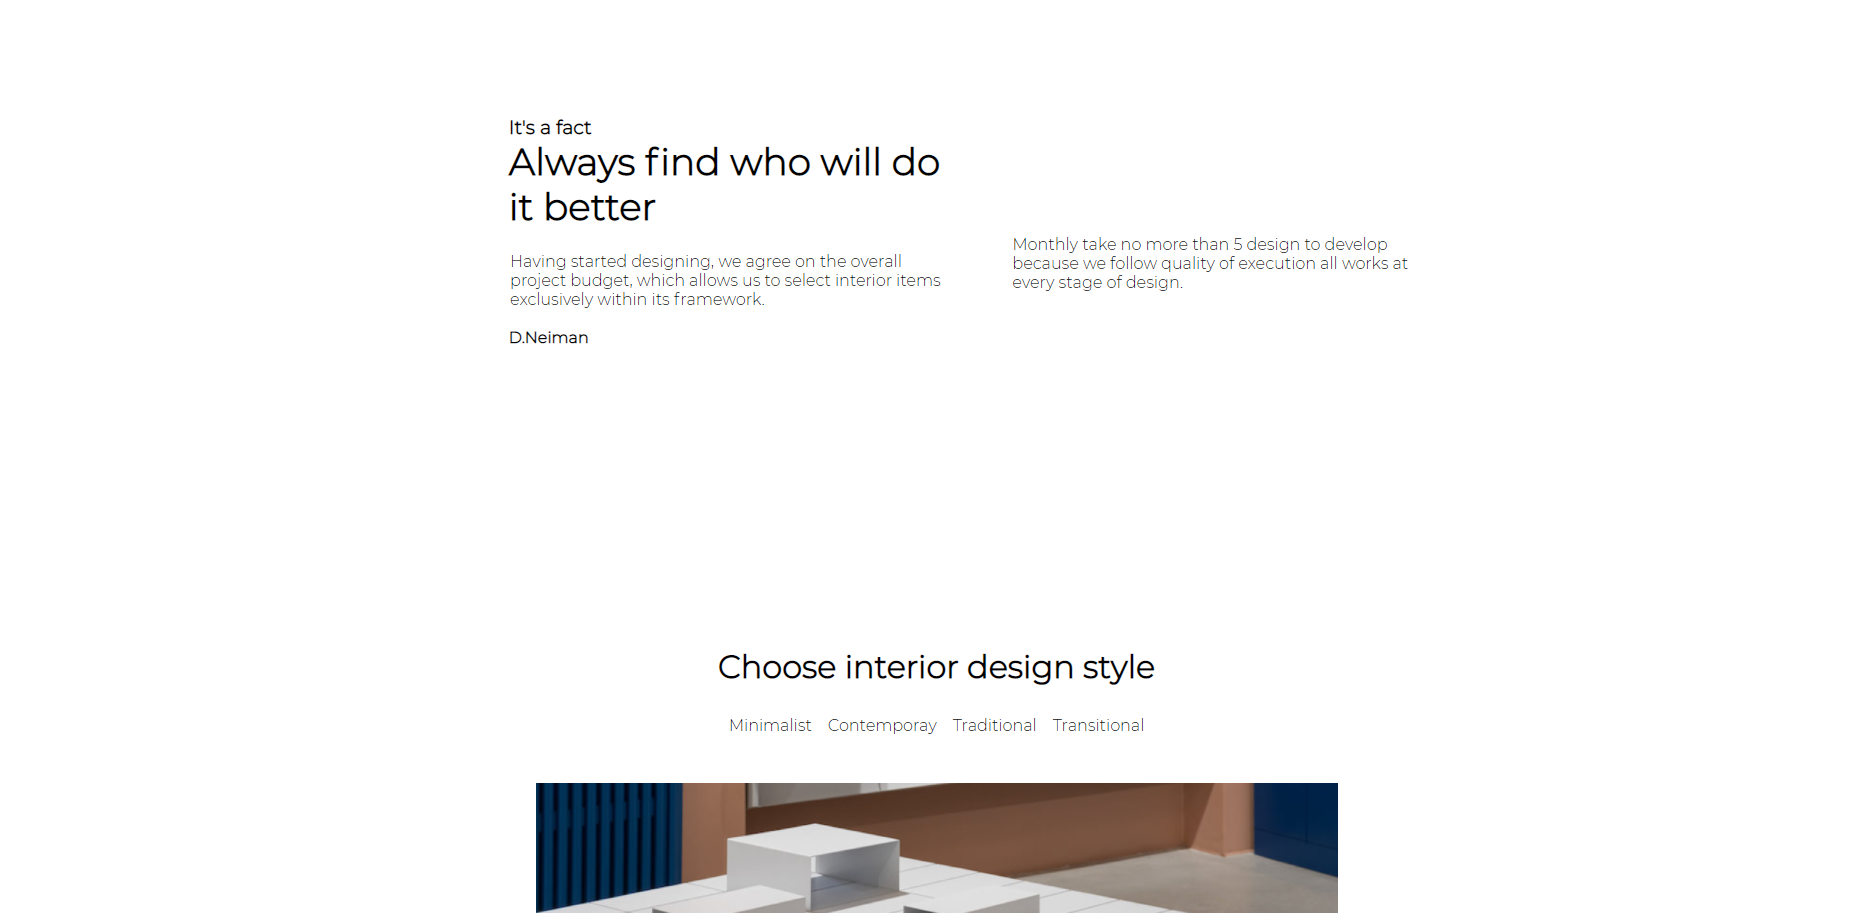 It's a fact
Always find who will do
it better
Having started designing, we agree on the overall
project budget, which allows us to select interior items
exclusively within its framework.
D.Neiman
Monthly take no more than 5 design to develop
because we follow quality of execution all works at
every stage of design.
Choose interior design style
Minimalist Contemporay Traditional Transitional